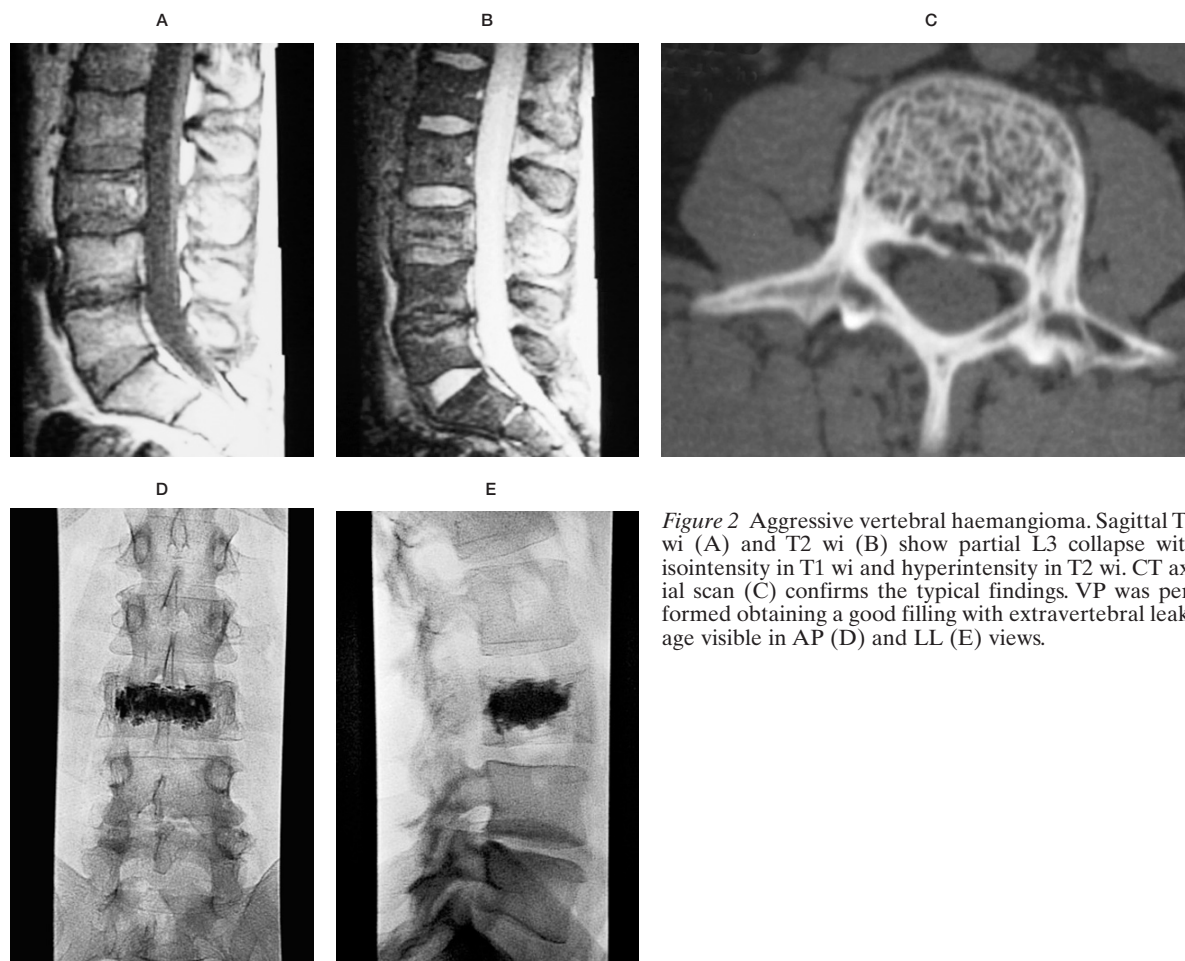 A
B
C
D
E
Figure 2 Aggressive vertebral haemangioma. Sagittal T
wi (A) and T2 wi (B) show partial L3 collapse wit
isointensity in T1 wi and hyperintensity in T2 wi. CT ax
ial scan (C) confirms the typical findings. VP was per
formed obtaining a good filling with extravertebral leak
age visible in AP (D) and LL (E) views.